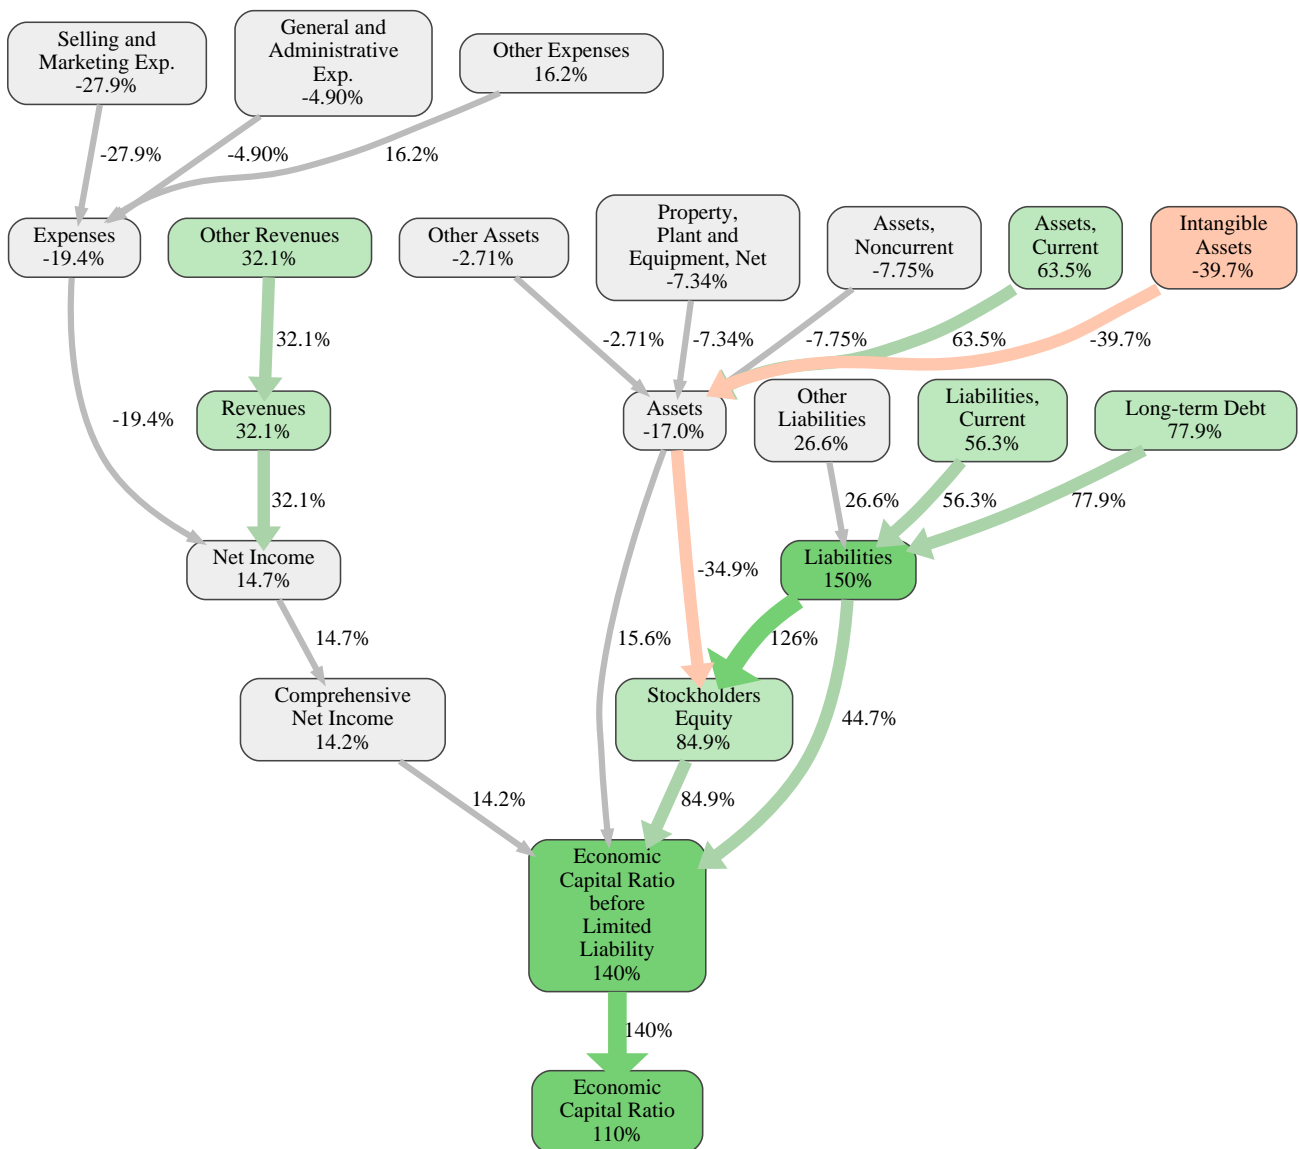 Selling and
Marketing Exp.
-27.9%
General and
Administrative
Exp.
-4.90%
Other Expenses
16.2%
-27.9%
-4.90%
16.2%
Expenses
-19.4%
Other Revenues
32.1%
Other Assets
-2.71%
Property,
Plant and
Equipment, Net
-7.34%
Assets,
Noncurrent
-7.75%
Assets,
Current
63.5%
Intangible
Assets
-39.7%
32.1%
-2.71%
-7.34%
-7.75%
63.5%
-39.7%
-19.4%
Revenues
32.1%
Assets
-17.0%
Other
Liabilities
26.6%
Liabilities,
Current
56.3%
Long-term Debt
77.9%
32.1%
26.6%
56.3%
77.9%
Net Income
14.7%
-34.9%
Liabilities
150%
14.7%
15.6%
126%
Comprehensive
Net Income
14.2%
Stockholders
Equity
84.9%
44.7%
14.2%
84.9%
Economic
Capital Ratio
before
Limited
Liability
140%
140%
Economic
Capital Ratio
110%